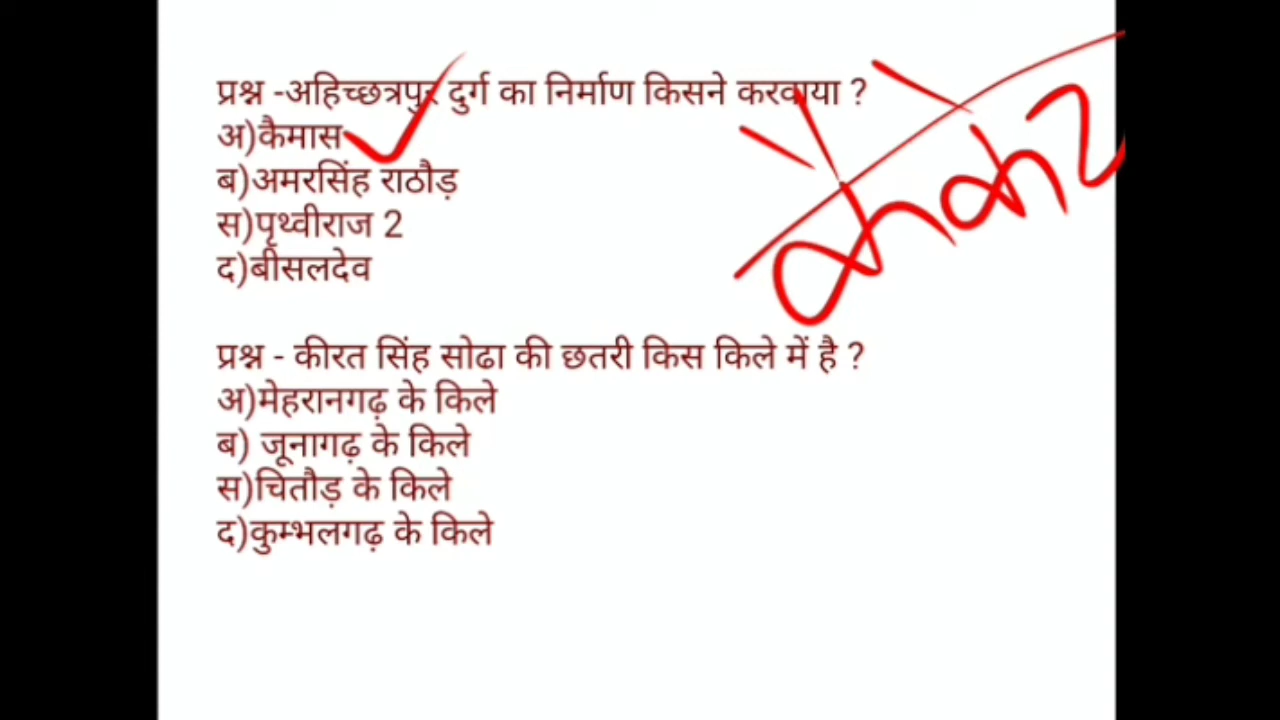 प्रश्न -अहिच्छत्रपुर दुर्ग का निर्माण किसने करवाया ?
अ)कैमास
ब)अमरसिंह राठौड़
स)पृथ्वीराज 2
द)बीसलदेव
प्रश्न - कीरत सिंह सोढा की छतरी किस किले में है ?
अ)मेहरानगढ़ के किले
ब) जूनागढ़ के किले
स)चितौड़ के किले
द)कुम्भलगढ़ के किले